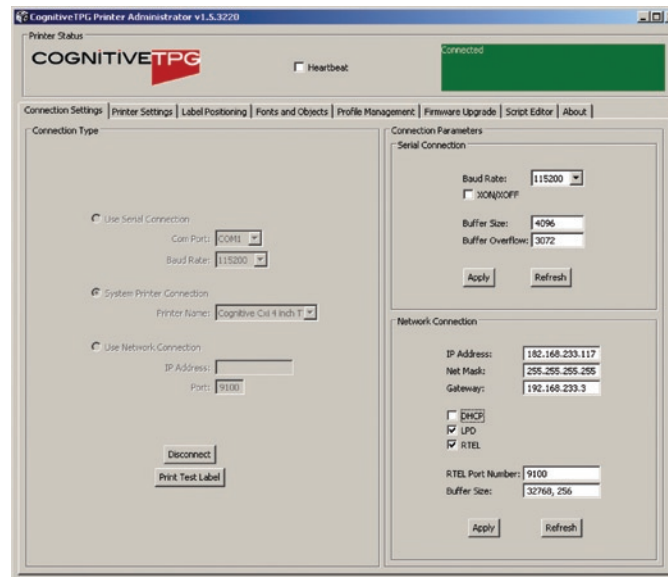 CognitiveTPG Printer Administrator v1.5.3220
Printer Status
COGNITIVETPG
Heartbeat
Connected
Connection Settings Printer Settings Label Positioning Fonts and Objects Profile Management Firmware Upgrade Script Editor About
Connection Type
Use Serial Connection
Com Port: COM1
Baud Rate: 115200
System Printer Connection
Printer Name: Cognitive CxI 4 inch T
Use Network Connection
IP Address:
Port: 9100
Disconnect
Print Test Label
Connection Parameters
Serial Connection
Baud Rate: 115200
XON/XOFF
Buffer Size: 4096
Buffer Overflow: 3072
Apply Refresh
Network Connection
IP Address: 182.168.233.117
Net Mask: 255.255.255.255
Gateway: 192.168.233.3
DHCP
LPD
RTEL
RTEL Port Number: 9100
Buffer Size: 32768, 256
Apply Refresh